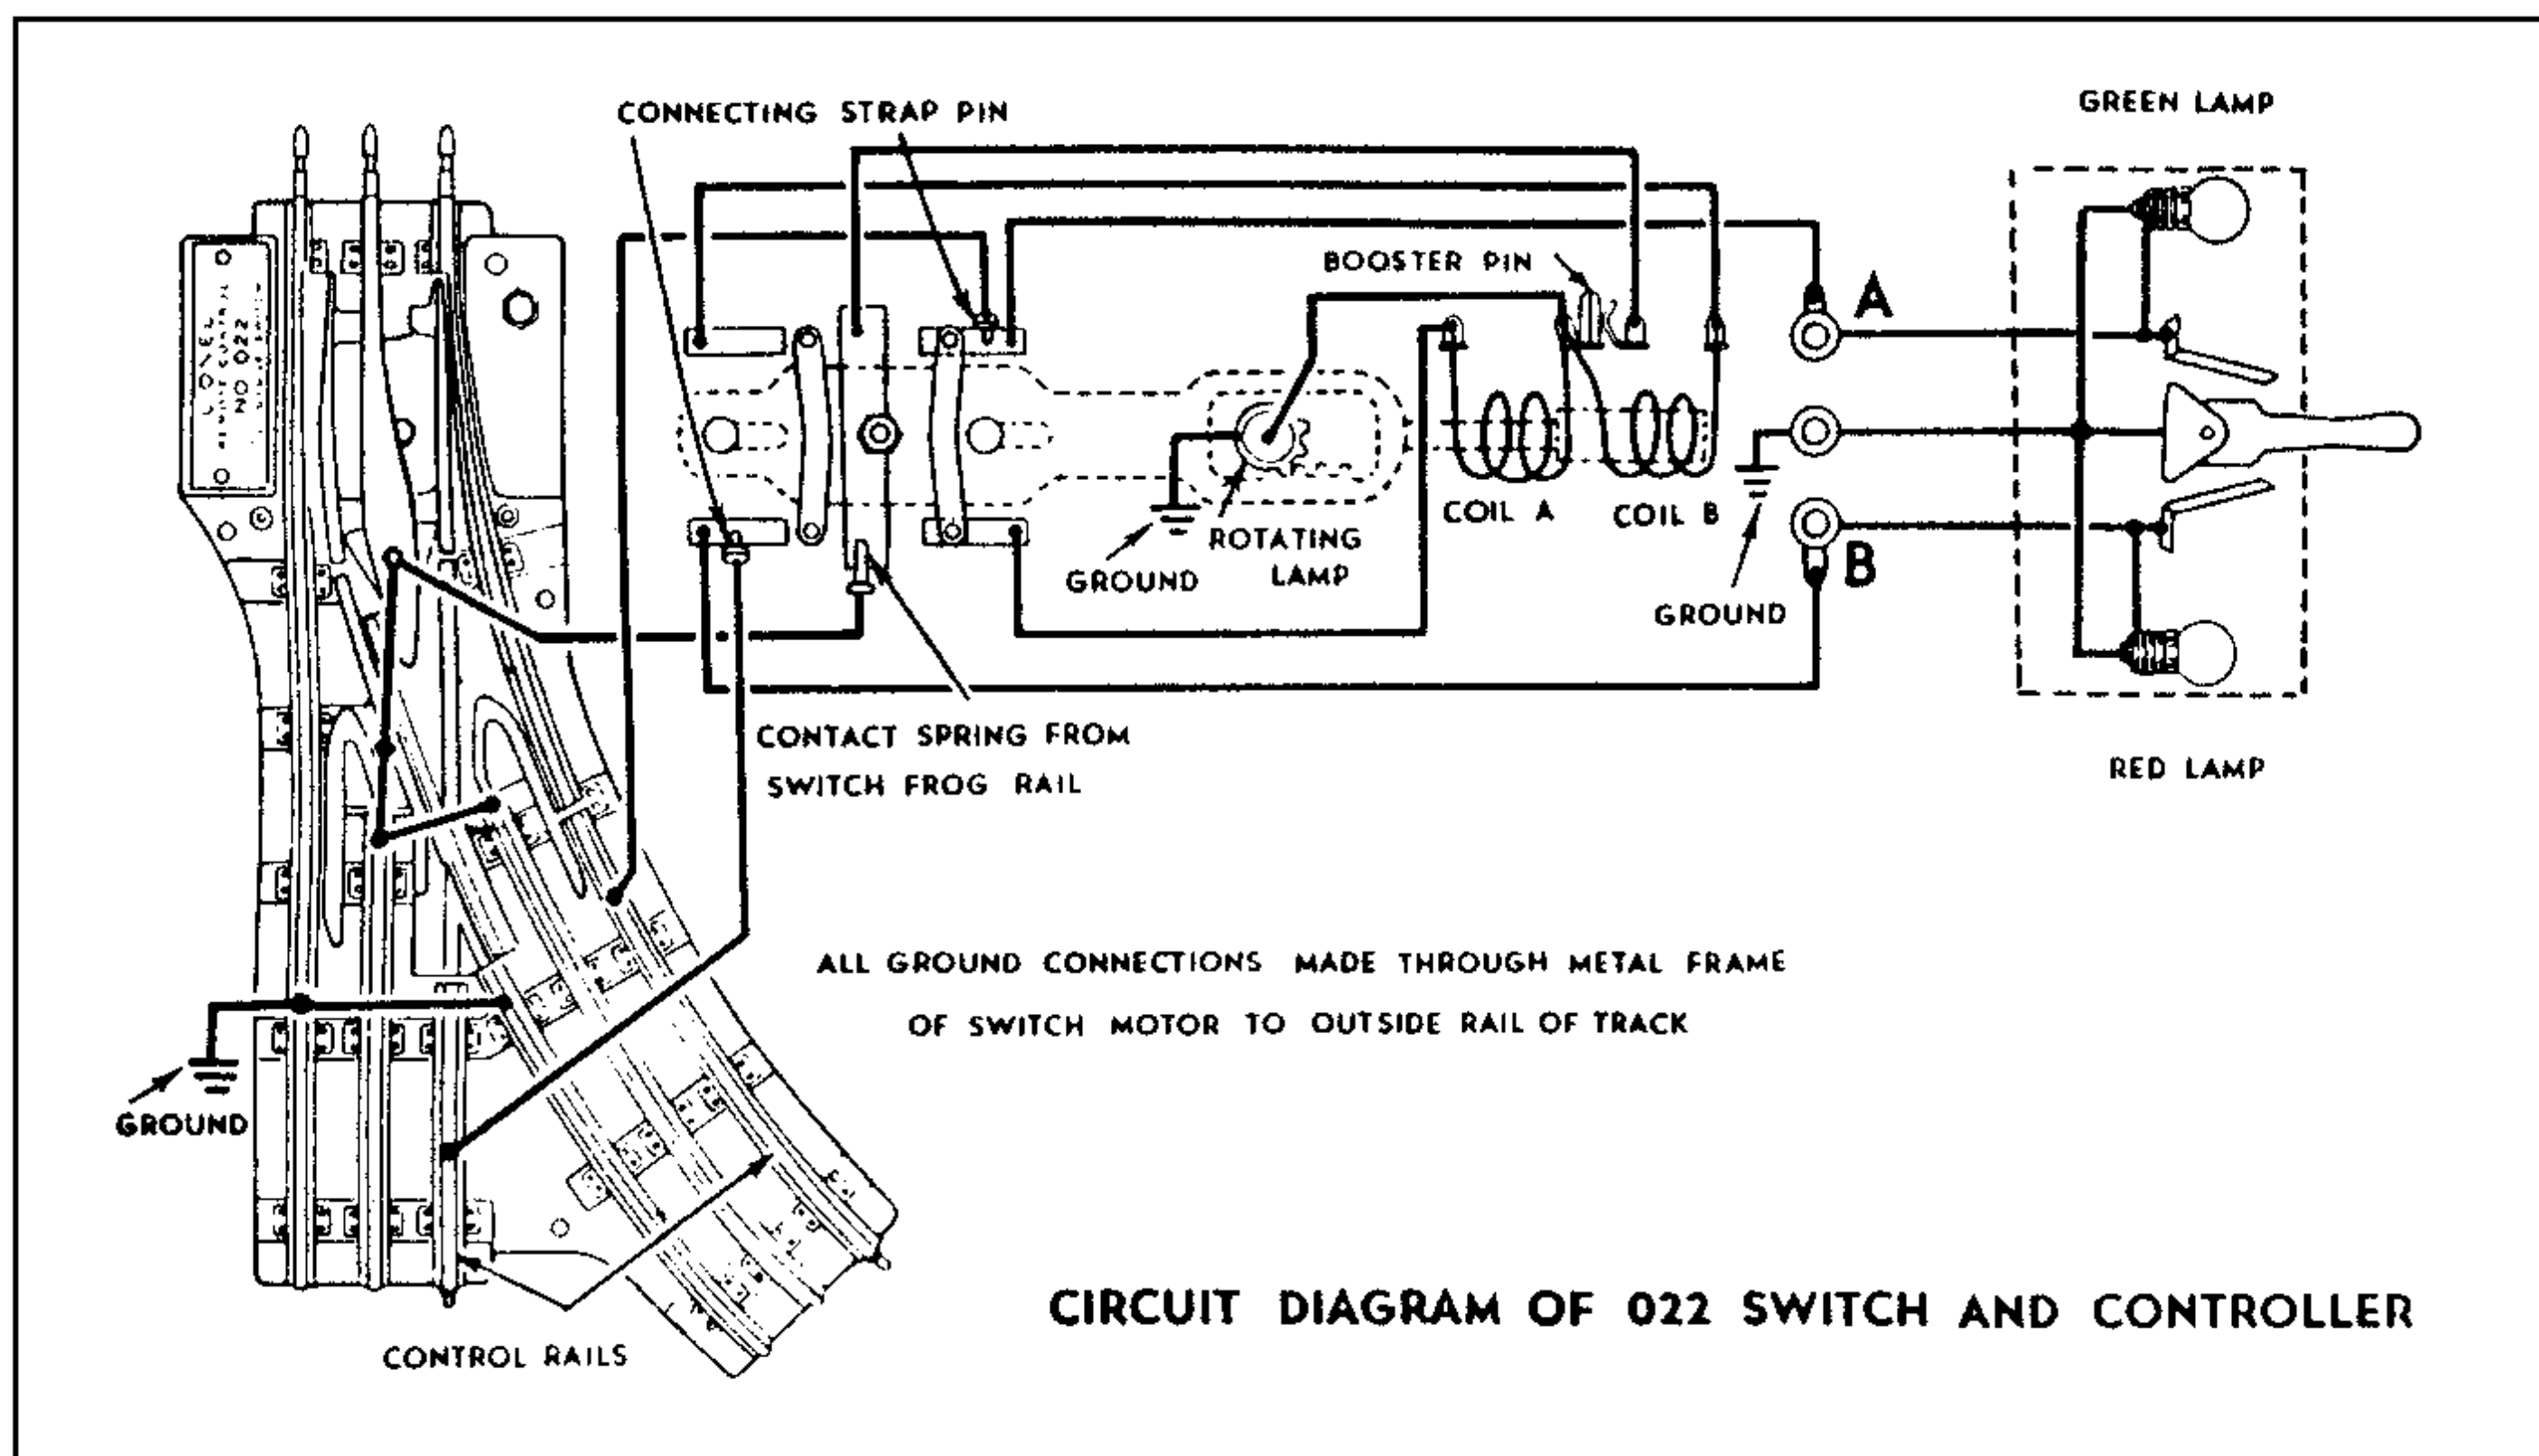 CONNECTING STRAP PIN
GREEN LAMP
BOOSTER PIN
A
LIONEL
NO 022
COIL A
COIL B
ROTATING
LAMP
GROUND
GROUND
B
CONTACT SPRING FROM
SWITCH FROG RAIL
RED LAMP
ALL GROUND CONNECTIONS MADE THROUGH METAL FRAME
OF SWITCH MOTOR TO OUTSIDE RAIL OF TRACK
GROUND
CONTROL RAILS
CIRCUIT DIAGRAM OF 022 SWITCH AND CONTROLLER